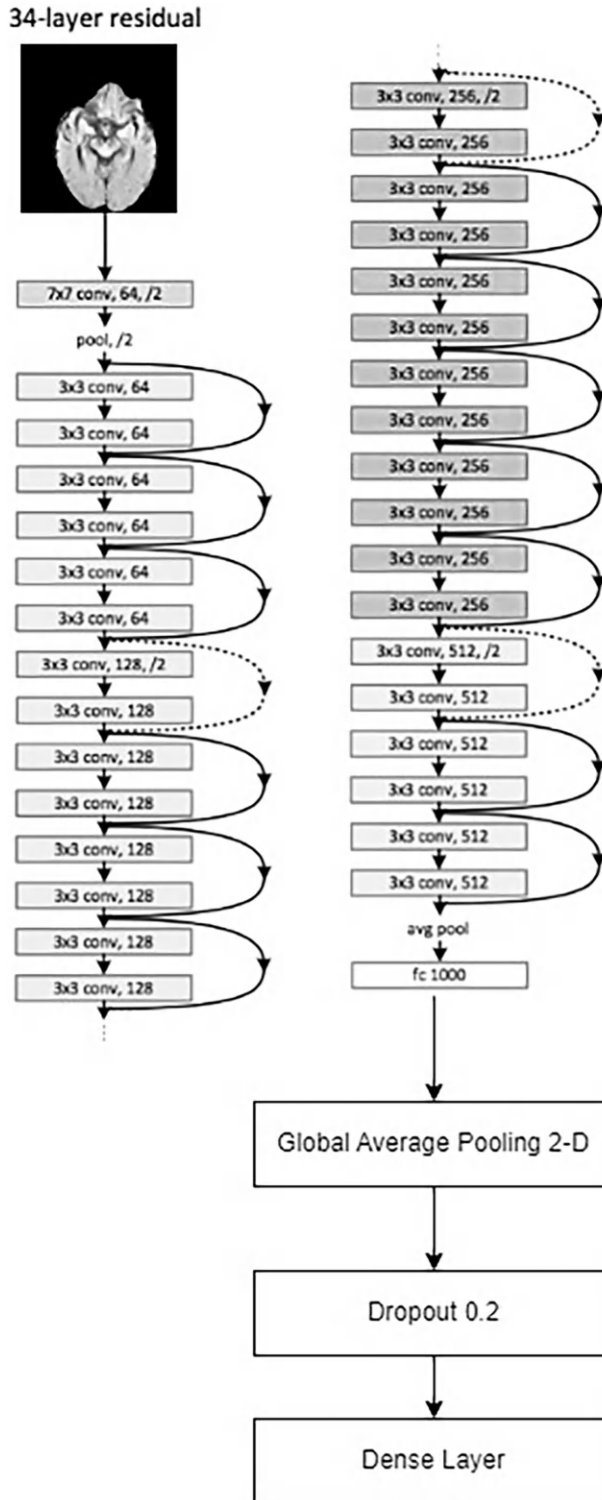 34-layer residual
7x7 conv, 64, /2
pool, /2
3x3 conv, 64
3x3 conv, 64
3x3 conv, 64
3x3 conv, 64
3x3 conv, 64
3x3 conv, 64
3x3 conv, 128, /2
3x3 conv, 128
3x3 conv, 128
3x3 conv, 128
3x3 conv, 128
3x3 conv, 128
3x3 conv, 128
3x3 conv, 128
3x3 conv, 256, /2
3x3 conv, 256
3x3 conv, 256
3x3 conv, 256
3x3 conv, 256
3x3 conv, 256
3x3 conv, 256
3x3 conv, 256
3x3 conv, 256
3x3 conv, 256
3x3 conv, 256
3x3 conv, 256
3x3 conv, 512, /2
3x3 conv, 512
3x3 conv, 512
3x3 conv, 512
3x3 conv, 512
3x3 conv, 512
avg pool
fc 1000
Global Average Pooling 2-D
Dropout 0.2
Dense Layer